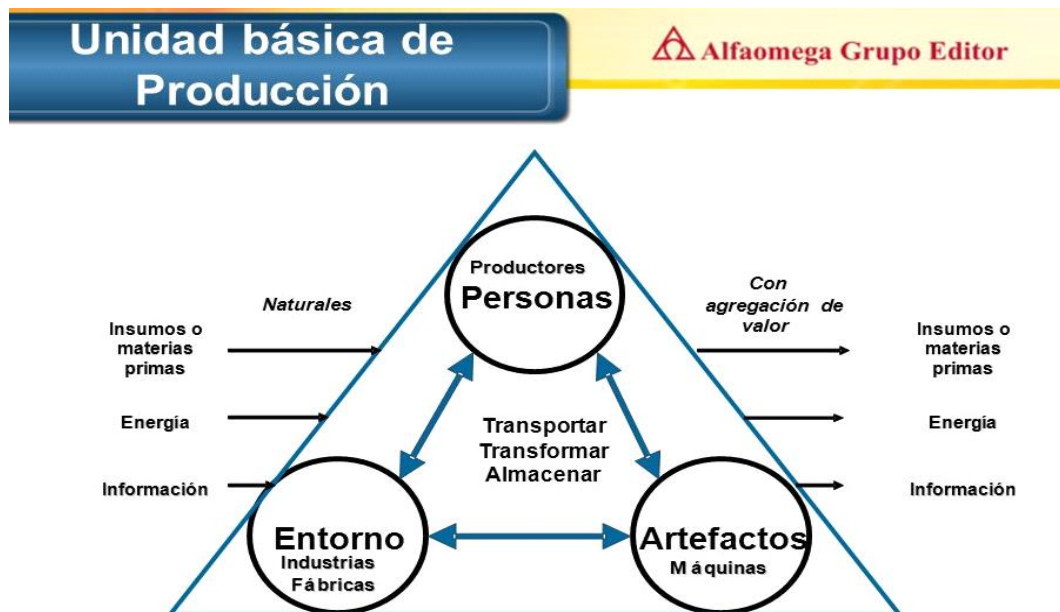 Unidad básica de
Producción
Alfaomega Grupo Editor
Productores
Personas
Naturales
Con
agregación de
valor
Insumos o
materias
primas
Insumos o
materias
primas
Energía
Energía
Transportar
Transformar
Almacenar
Información
Información
Entorno
Industrias
Fábricas
Artefactos
Máquinas